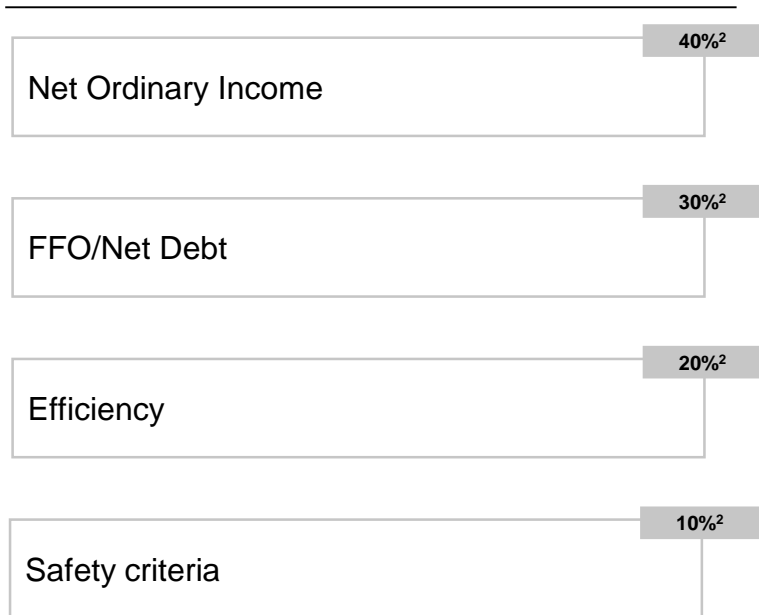 40%²
Net Ordinary Income
30%²
FFO/Net Debt
20%²
Efficiency
10%²
Safety criteria